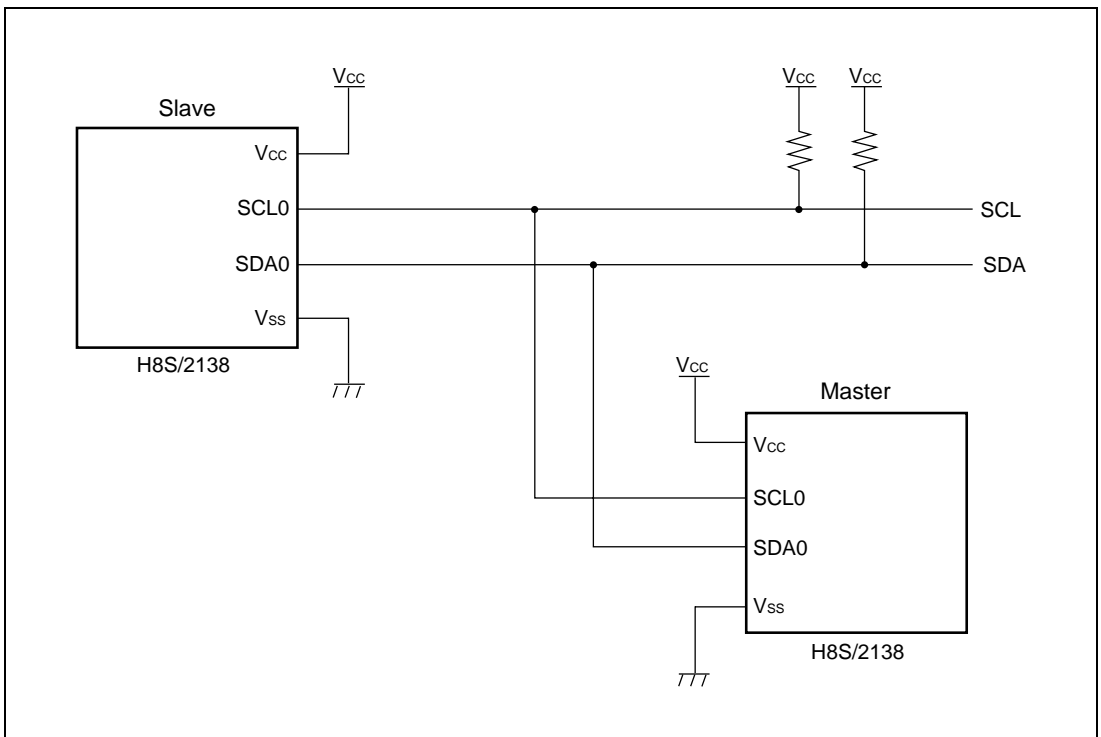 Vcc Vcc Vcc
Slave
Vcc
SCL0 SCL
SDA0 SDA
Vss
H8S/2138
Vcc
Master
Vcc
SCL0
SDA0
Vss
H8S/2138